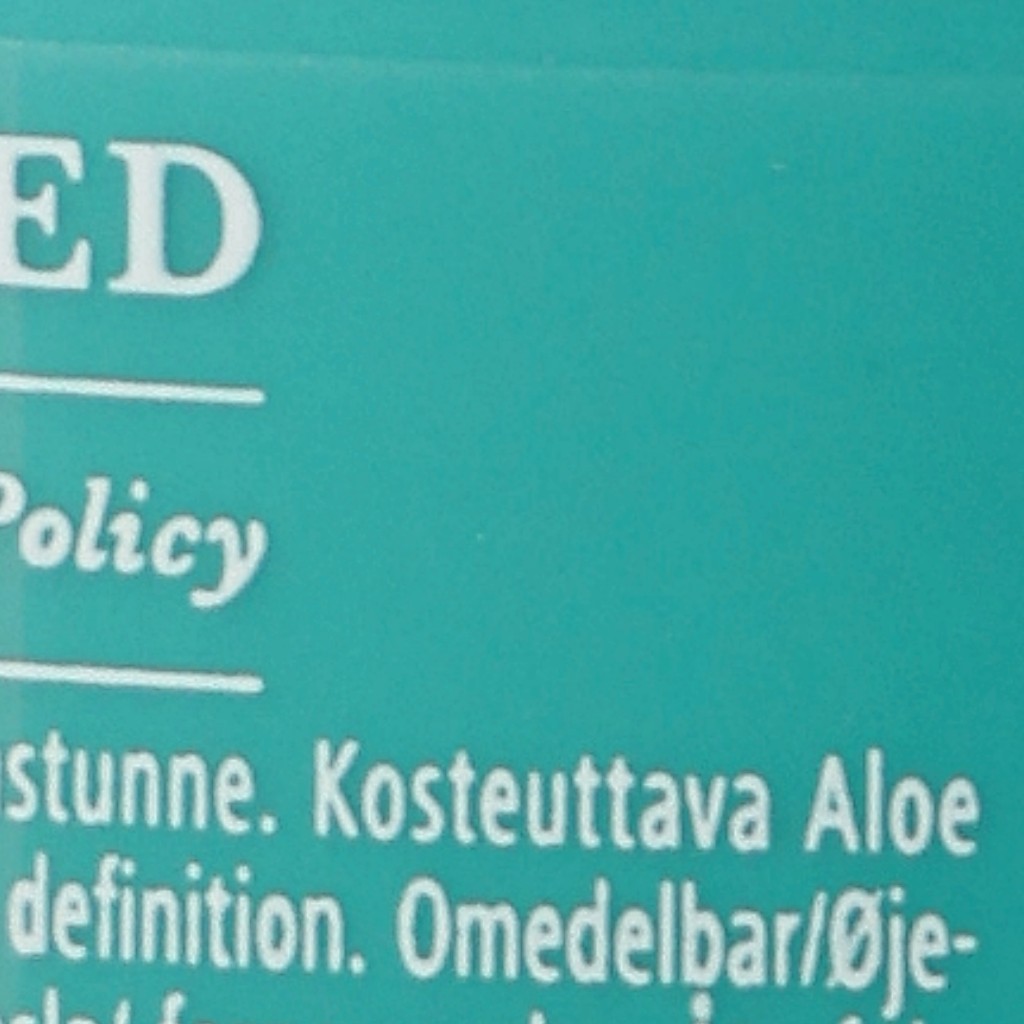 ED
Policy
stunne. Kosteuttava Aloe
definition. Omedelbar/Øje-